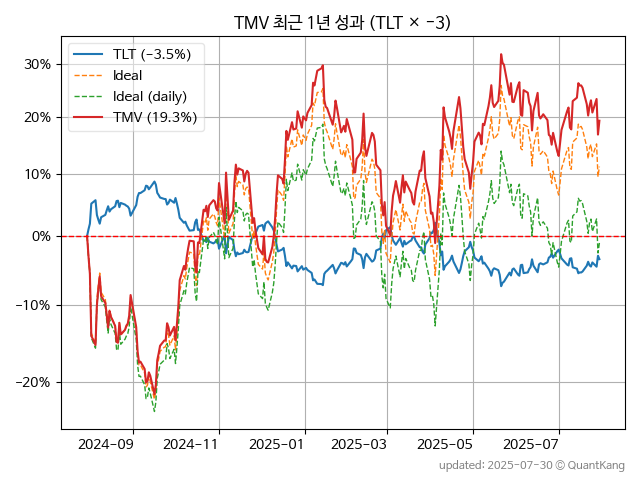 TMV 최근 1년 성과 (TLT × −3)
TLT (−3.5%)
Ideal
Ideal (daily)
TMV (19.3%)
30%
20%
10%
0%
−10%
−20%
2024-09 2024-11 2025-01 2025-03 2025-05 2025-07
updated: 2025-07-30 © QuantKang